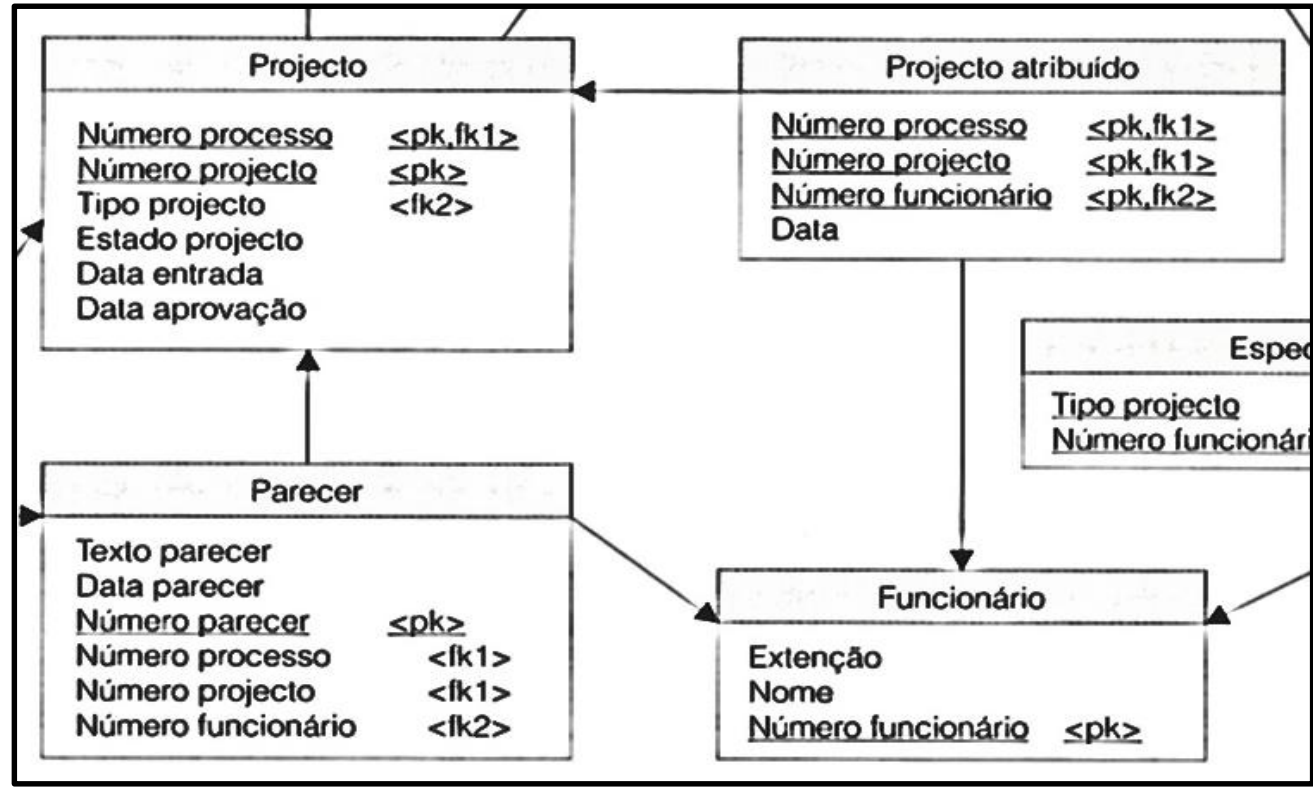 Projecto
Número processo <pk,fk1>
Número projecto <pk>
Tipo projecto <fk2>
Estado projecto
Data entrada
Data aprovação
Projecto atribuído
Número processo <pk,fk1>
Número projecto <pk,fk1>
Número funcionário <pk,fk2>
Data
Espec
Tipo projecto
Número funcionári
Parecer
Texto parecer
Data parecer
Número parecer <pk>
Número processo <fk1>
Número projecto <fk1>
Número funcionário <fk2>
Funcionário
Extenção
Nome
Número funcionário <pk>